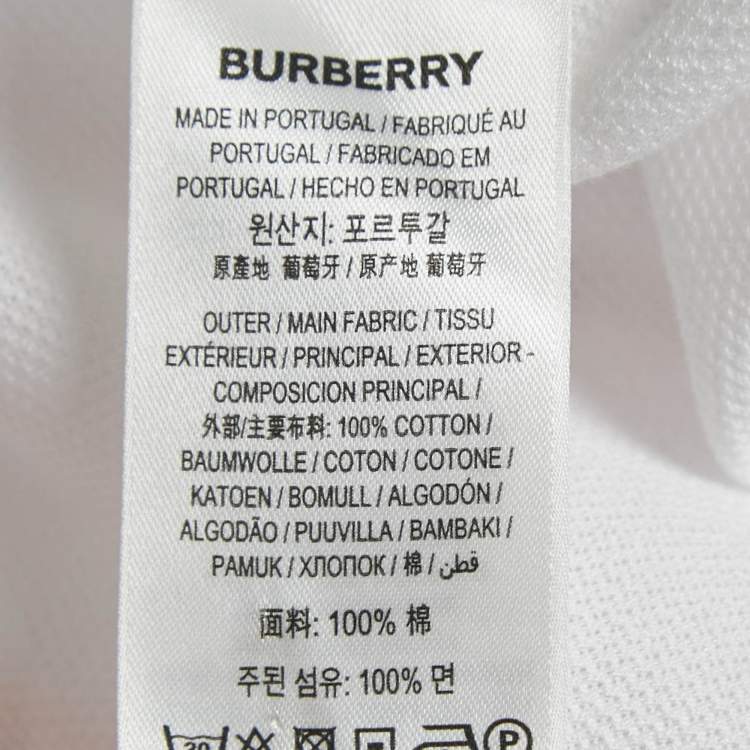 BURBERRY
MADE IN PORTUGAL / FABRIQUÉ AU
PORTUGAL / FABRICADO EM
PORTUGAL / HECHO EN PORTUGAL
원산지: 포르투갈
原產地 葡萄牙 / 原产地 葡萄牙
OUTER / MAIN FABRIC / TISSU
EXTÉRIEUR / PRINCIPAL / EXTERIOR -
COMPOSICION PRINCIPAL /
外部/主要布料: 100% COTTON /
BAUMWOLLE / COTON / COTONE /
KATOEN / BOMULL / ALGODÓN /
ALGODÃO / PUUVILLA / BAMBAKI /
PAMUK / ХЛОПОК / 棉 / قطن
面料: 100% 棉
주된 섬유: 100% 면
30 P